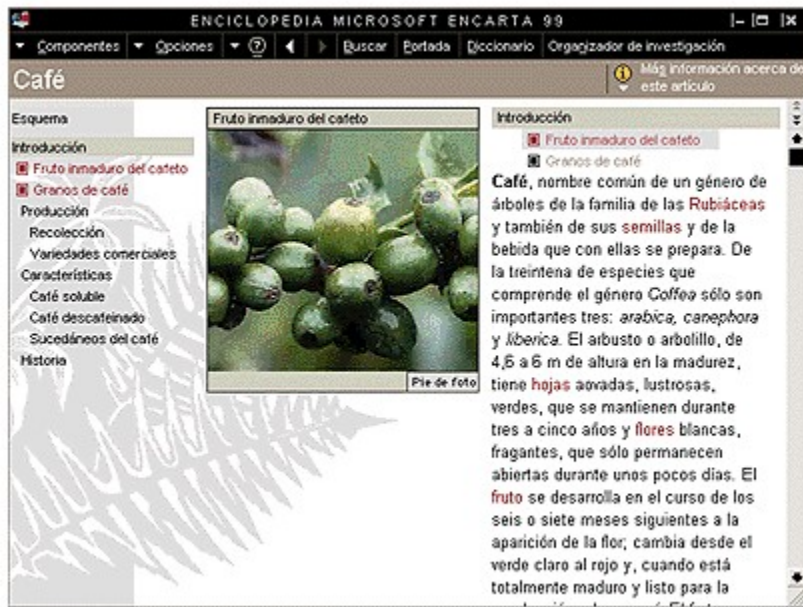 ENCICLOPEDIA MICROSOFT ENCARTA 99
Componentes Opciones Buscar Portada Diccionario Organizador de investigación
Café
Más información acerca de
este artículo
Esquema
Introducción
Fruto inmaduro del cafeto
Granos de café
Producción
Recolección
Variedades comerciales
Características
Café soluble
Café descafeinado
Sucedáneos del café
Historia
Fruto inmaduro del cafeto
Pie de foto
Introducción
Fruto inmaduro del cafeto
Granos de café
Café, nombre común de un género de
árboles de la familia de las Rubiáceas
y también de sus semillas y de la
bebida que con ellas se prepara. De
la treintena de especies que
comprende el género Coffea sólo son
importantes tres: arabica, canephora
y liberica. El arbusto o arbolillo, de
4,6 a 6 m de altura en la madurez,
tiene hojas aovadas, lustrosas,
verdes, que se mantienen durante
tres a cinco años y flores blancas,
fragantes, que sólo permanecen
abiertas durante unos pocos días. El
fruto se desarrolla en el curso de los
seis o siete meses siguientes a la
aparición de la flor; cambia desde el
verde claro al rojo y, cuando está
totalmente maduro y listo para la